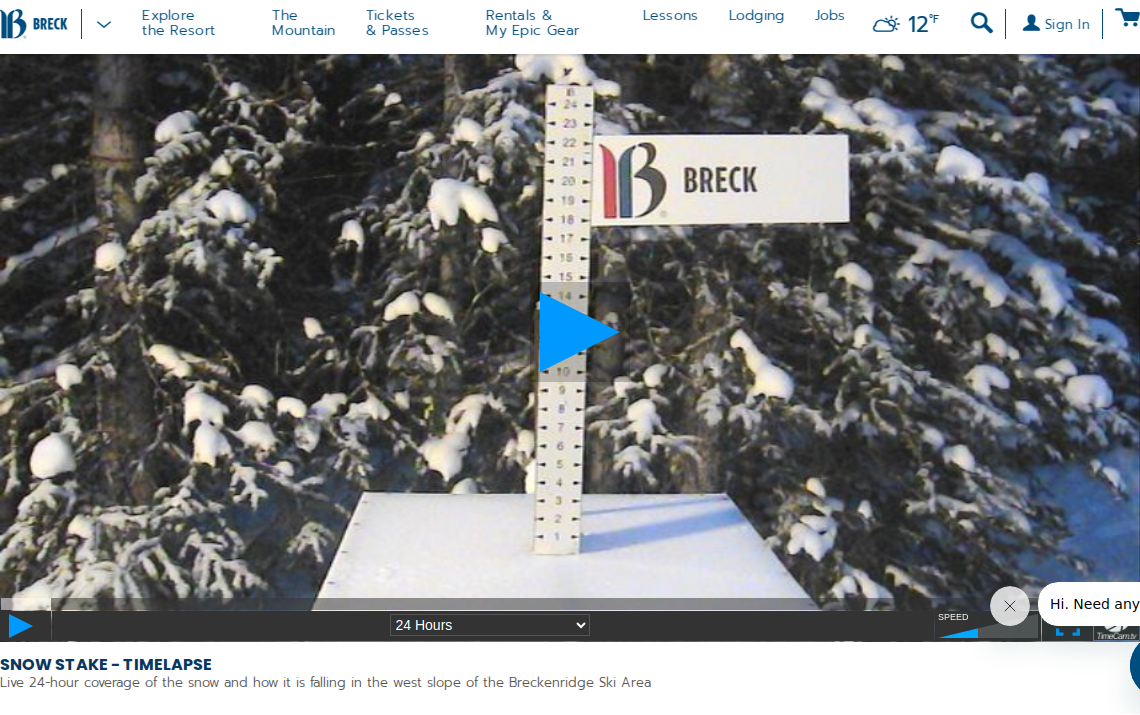 BRECK
Explore
the Resort
The
Mountain
Tickets
& Passes
Rentals &
My Epic Gear
Lessons
Lodging
Jobs
12°F
Sign In
24
23
22
21
20
19
18
17
16
15
14
10
9
8
7
6
5
4
3
2
1
BRECK
24 Hours
SPEED
Hi. Need any
TimeCam.tv
SNOW STAKE - TIMELAPSE
Live 24-hour coverage of the snow and how it is falling in the west slope of the Breckenridge Ski Area